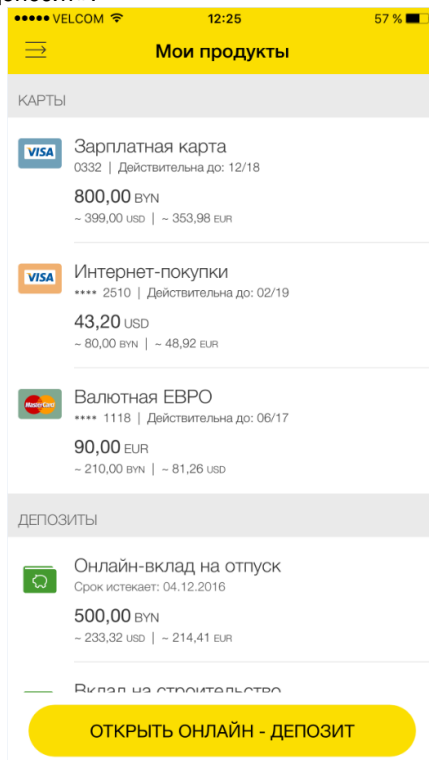 VELCOM 12:25 57 %
Мои продукты
КАРТЫ
VISA Зарплатная карта
0332 | Действительна до: 12/18
800,00 BYN
~ 399,00 USD | ~ 353,98 EUR
VISA Интернет-покупки
**** 2510 | Действительна до: 02/19
43,20 USD
~ 80,00 BYN | ~ 48,92 EUR
MasterCard Валютная ЕВРО
**** 1118 | Действительна до: 06/17
90,00 EUR
~ 210,00 BYN | ~ 81,26 USD
ДЕПОЗИТЫ
Онлайн-вклад на отпуск
Срок истекает: 04.12.2016
500,00 BYN
~ 233,32 USD | ~ 214,41 EUR
Вклад на строительство
ОТКРЫТЬ ОНЛАЙН - ДЕПОЗИТ